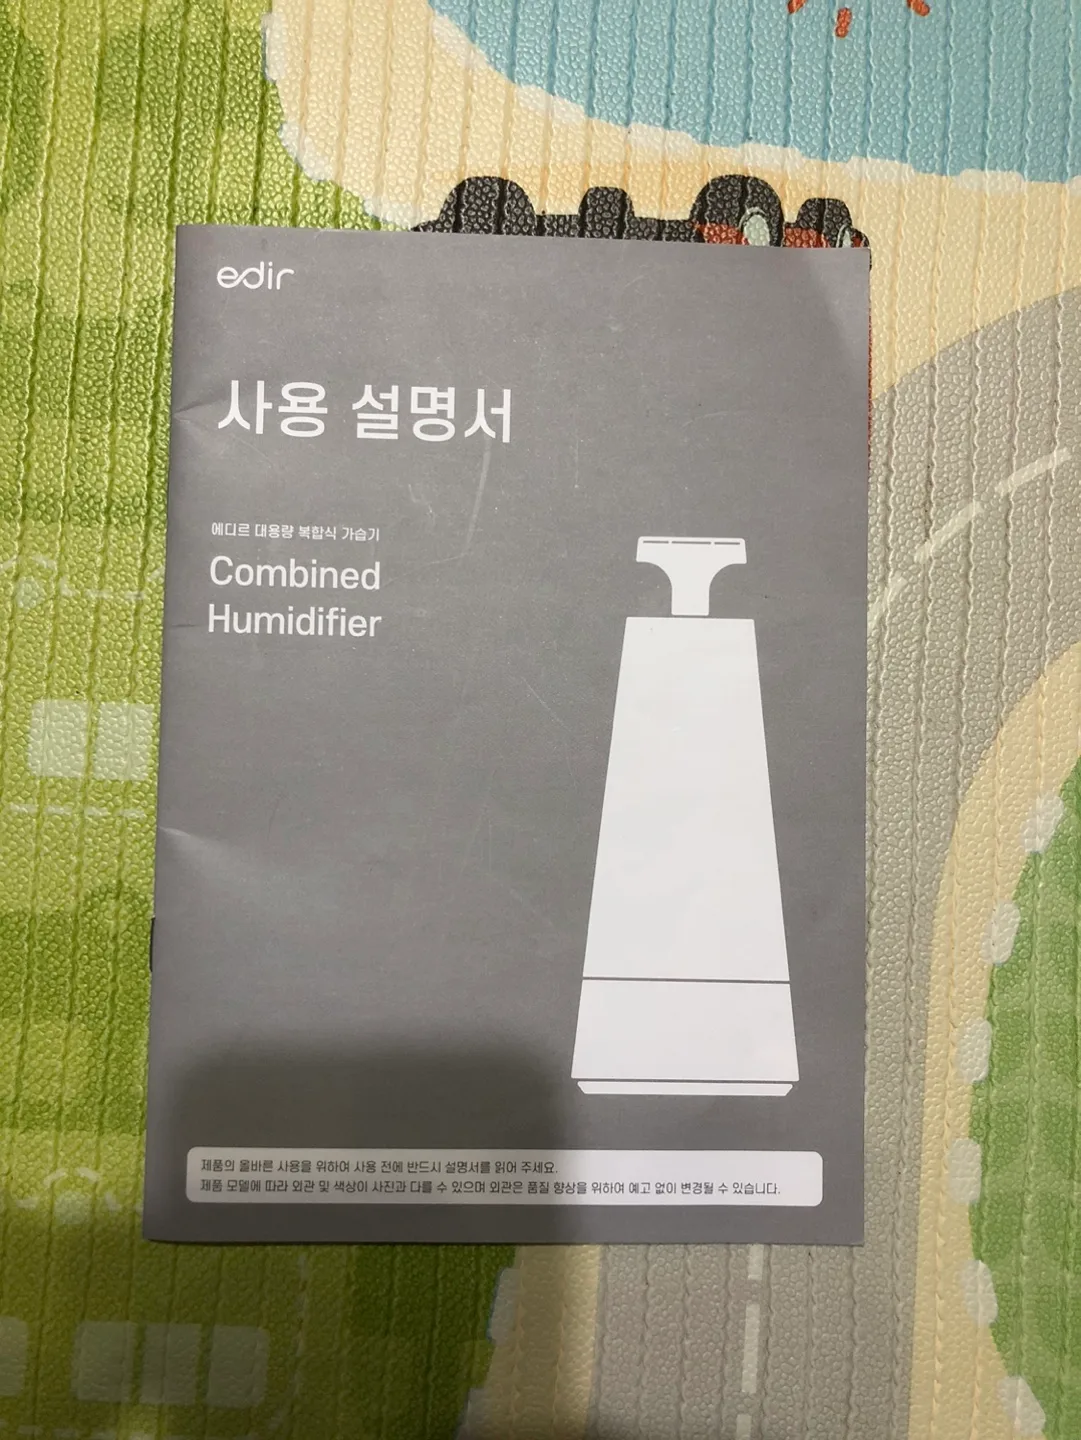 edir
사용 설명서
에디르 대용량 복합식 가습기
Combined
Humidifier
제품의 올바른 사용을 위하여 사용 전에 반드시 설명서를 읽어 주세요.
제품 모델에 따라 외관 및 색상이 사진과 다를 수 있으며 외관은 품질 향상을 위하여 예고 없이 변경될 수 있습니다.